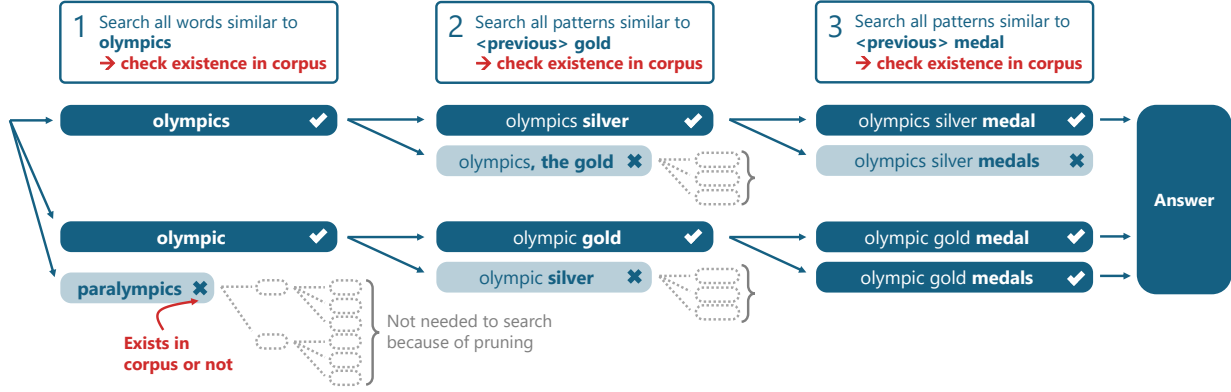 1
Search all words similar to
olympics
→ check existence in corpus
2
Search all patterns similar to
<previous> gold
→ check existence in corpus
3
Search all patterns similar to
<previous> medal
→ check existence in corpus
olympics
olympics silver
olympics silver medal
olympics, the gold
olympics silver medals
Answer
olympic
olympic gold
olympic gold medal
paralympics
olympic silver
olympic gold medals
Exists in
corpus or not
Not needed to search
because of pruning